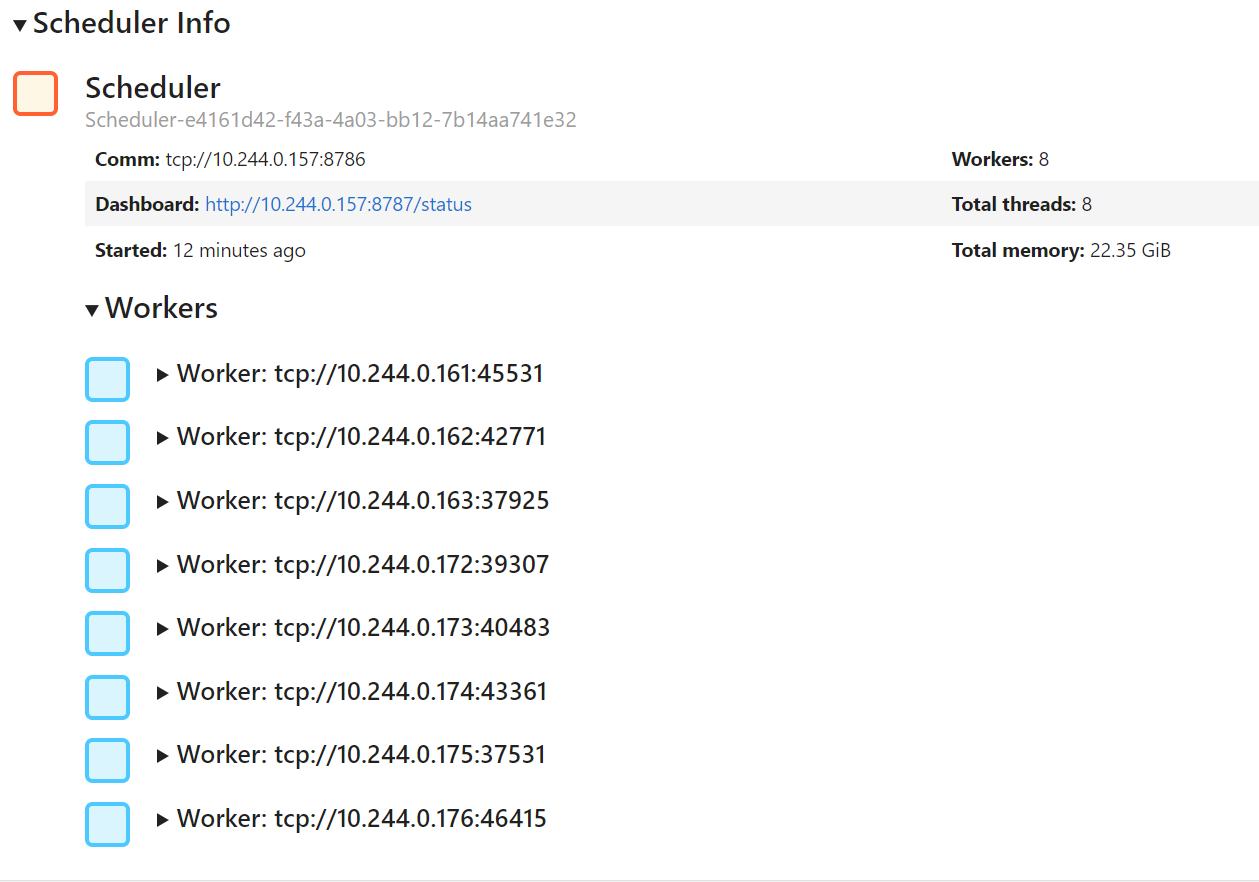 Scheduler Info
Scheduler
Scheduler-e4161d42-f43a-4a03-bb12-7b14aa741e32
Comm: tcp://10.244.0.157:8786 Workers: 8
Dashboard: http://10.244.0.157:8787/status Total threads: 8
Started: 12 minutes ago Total memory: 22.35 GiB
Workers
Worker: tcp://10.244.0.161:45531
Worker: tcp://10.244.0.162:42771
Worker: tcp://10.244.0.163:37925
Worker: tcp://10.244.0.172:39307
Worker: tcp://10.244.0.173:40483
Worker: tcp://10.244.0.174:43361
Worker: tcp://10.244.0.175:37531
Worker: tcp://10.244.0.176:46415